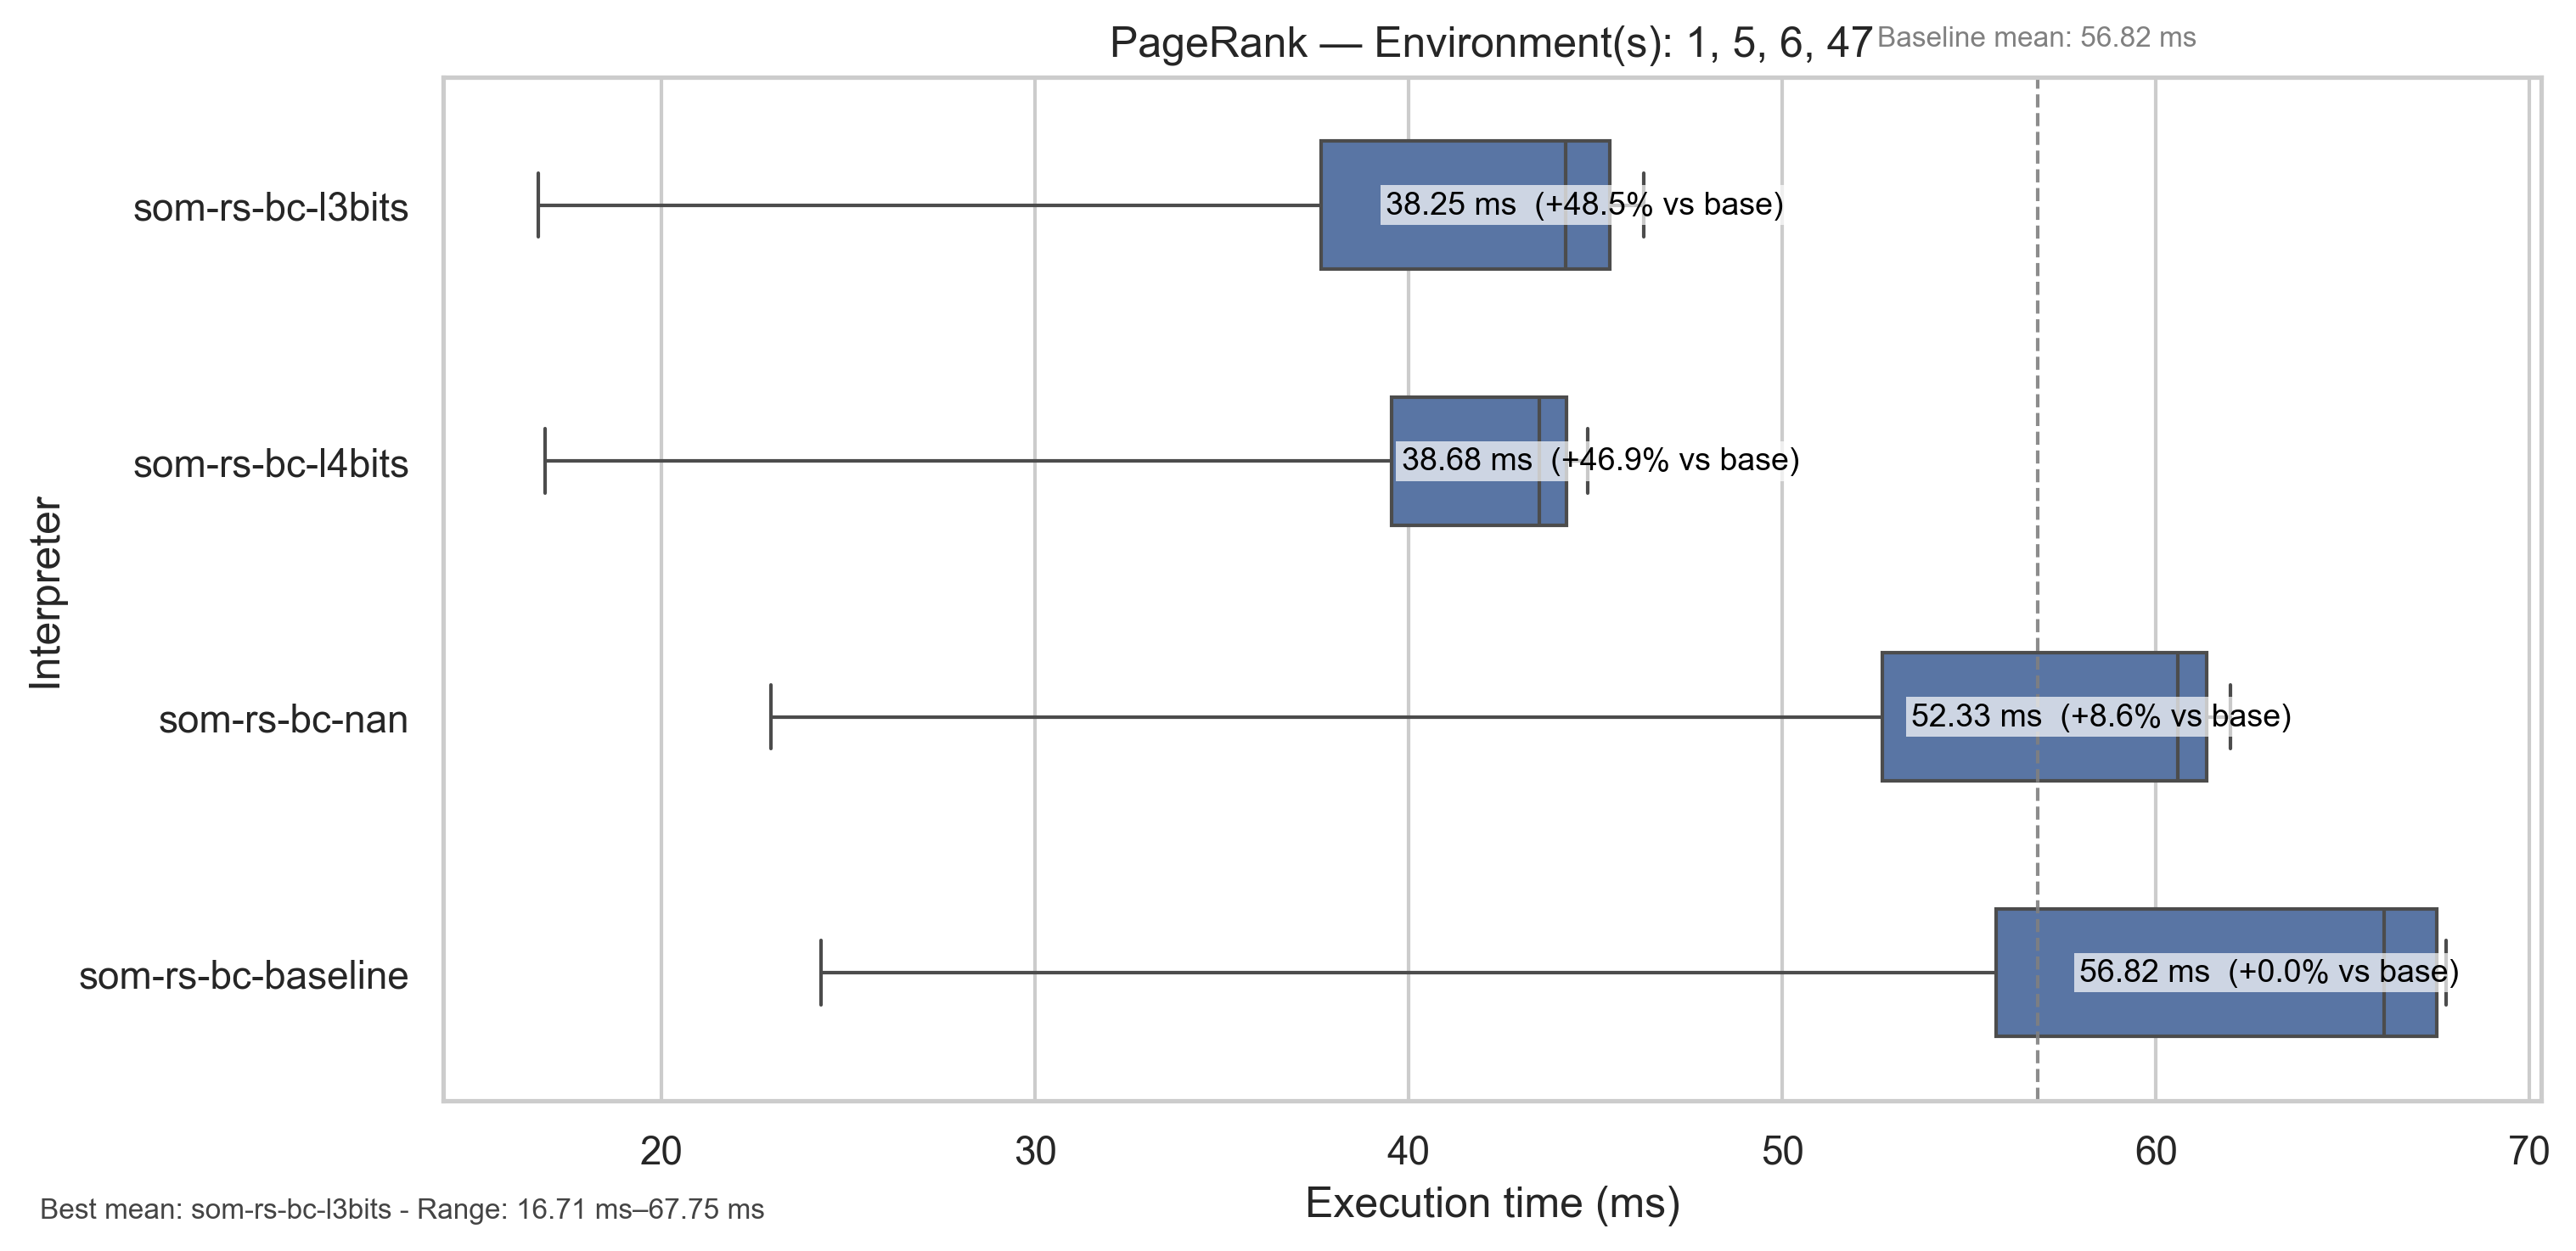 PageRank — Environment(s): 1, 5, 6, 47
Baseline mean: 56.82 ms
Interpreter
som-rs-bc-l3bits
38.25 ms  (+48.5% vs base)
som-rs-bc-l4bits
38.68 ms  (+46.9% vs base)
som-rs-bc-nan
52.33 ms  (+8.6% vs base)
som-rs-bc-baseline
56.82 ms  (+0.0% vs base)
20 30 40 50 60 70
Execution time (ms)
Best mean: som-rs-bc-l3bits - Range: 16.71 ms–67.75 ms